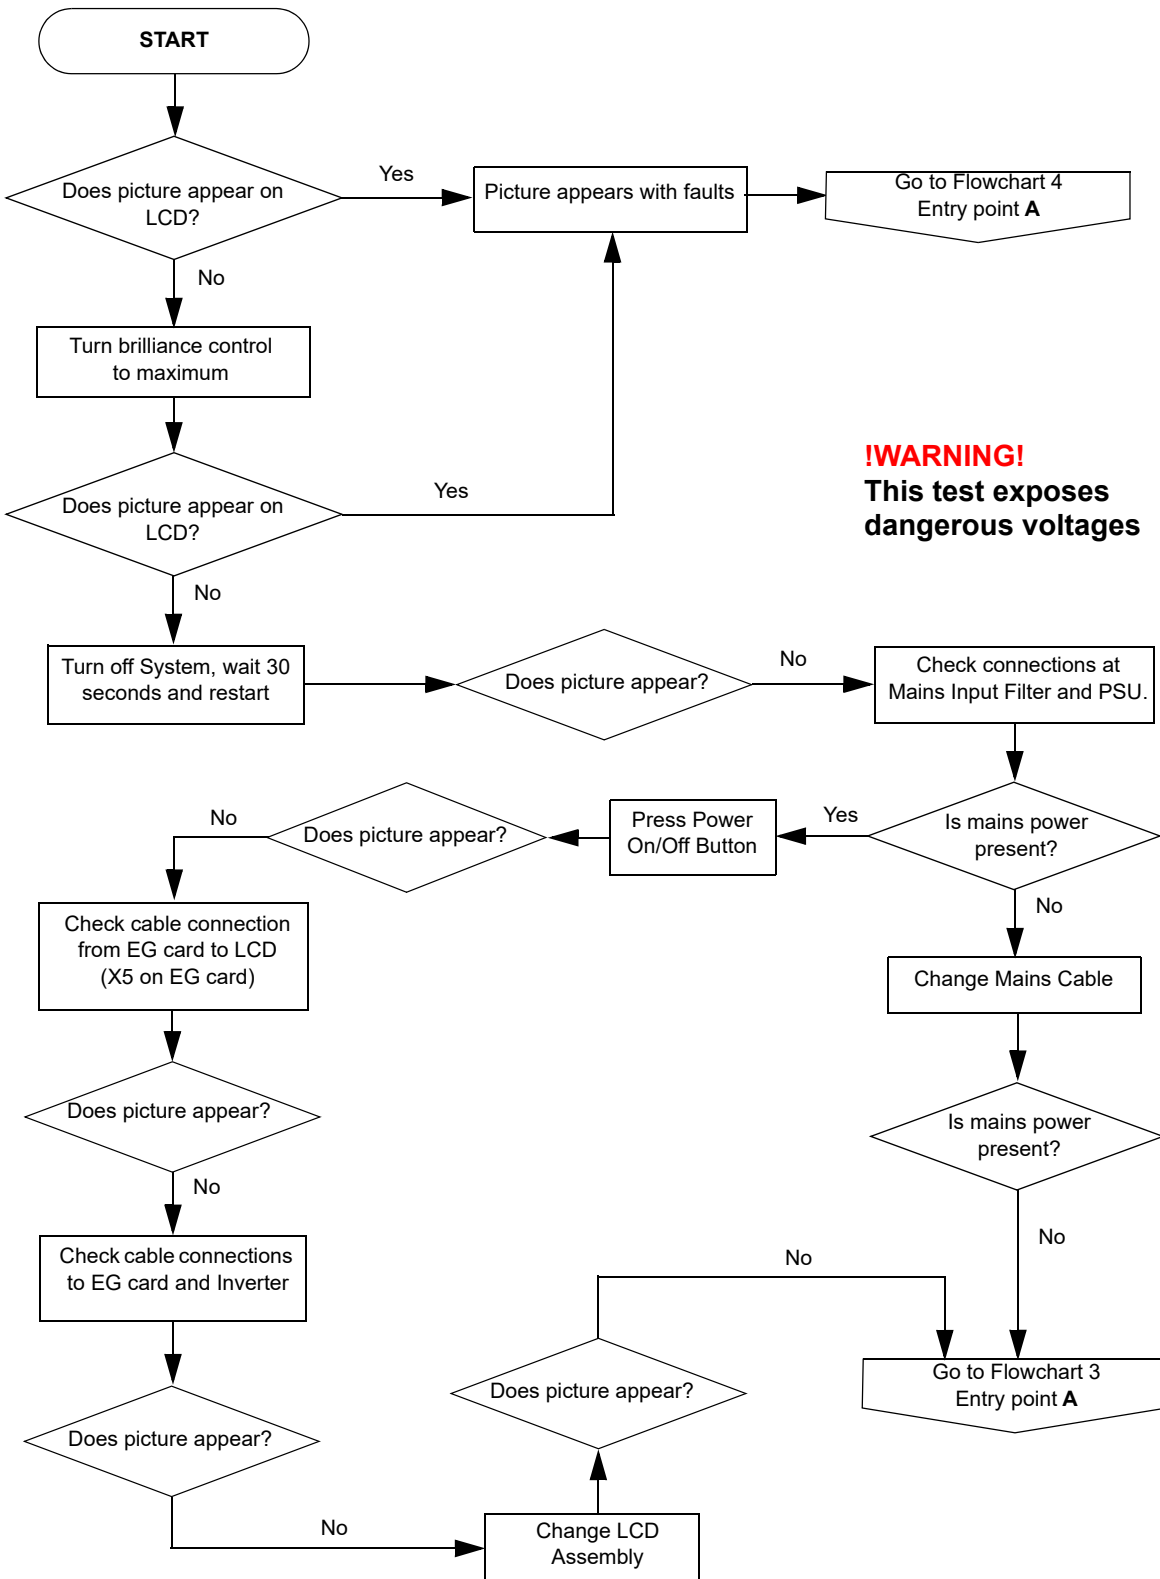 START
Does picture appear on
LCD?
Yes
Picture appears with faults
Go to Flowchart 4
Entry point A
No
Turn brilliance control
to maximum
Does picture appear on
LCD?
Yes
!WARNING!
This test exposes
dangerous voltages
No
Turn off System, wait 30
seconds and restart
Does picture appear?
No
Check connections at
Mains Input Filter and PSU.
Is mains power
present?
Yes
Press Power
On/Off Button
Does picture appear?
No
Check cable connection
from EG card to LCD
(X5 on EG card)
No
Change Mains Cable
Does picture appear?
Is mains power
present?
No
Check cable connections
to EG card and Inverter
No
No
Does picture appear?
Go to Flowchart 3
Entry point A
Does picture appear?
No
Change LCD
Assembly